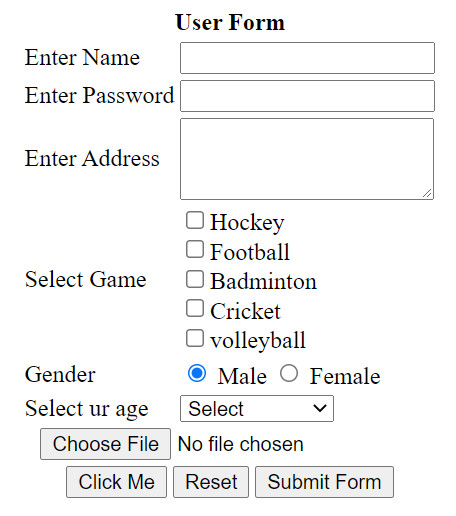 User Form
Enter Name
Enter Password
Enter Address
Select Game
Hockey
Football
Badminton
Cricket
volleyball
Gender Male Female
Select ur age Select
Choose File No file chosen
Click Me Reset Submit Form